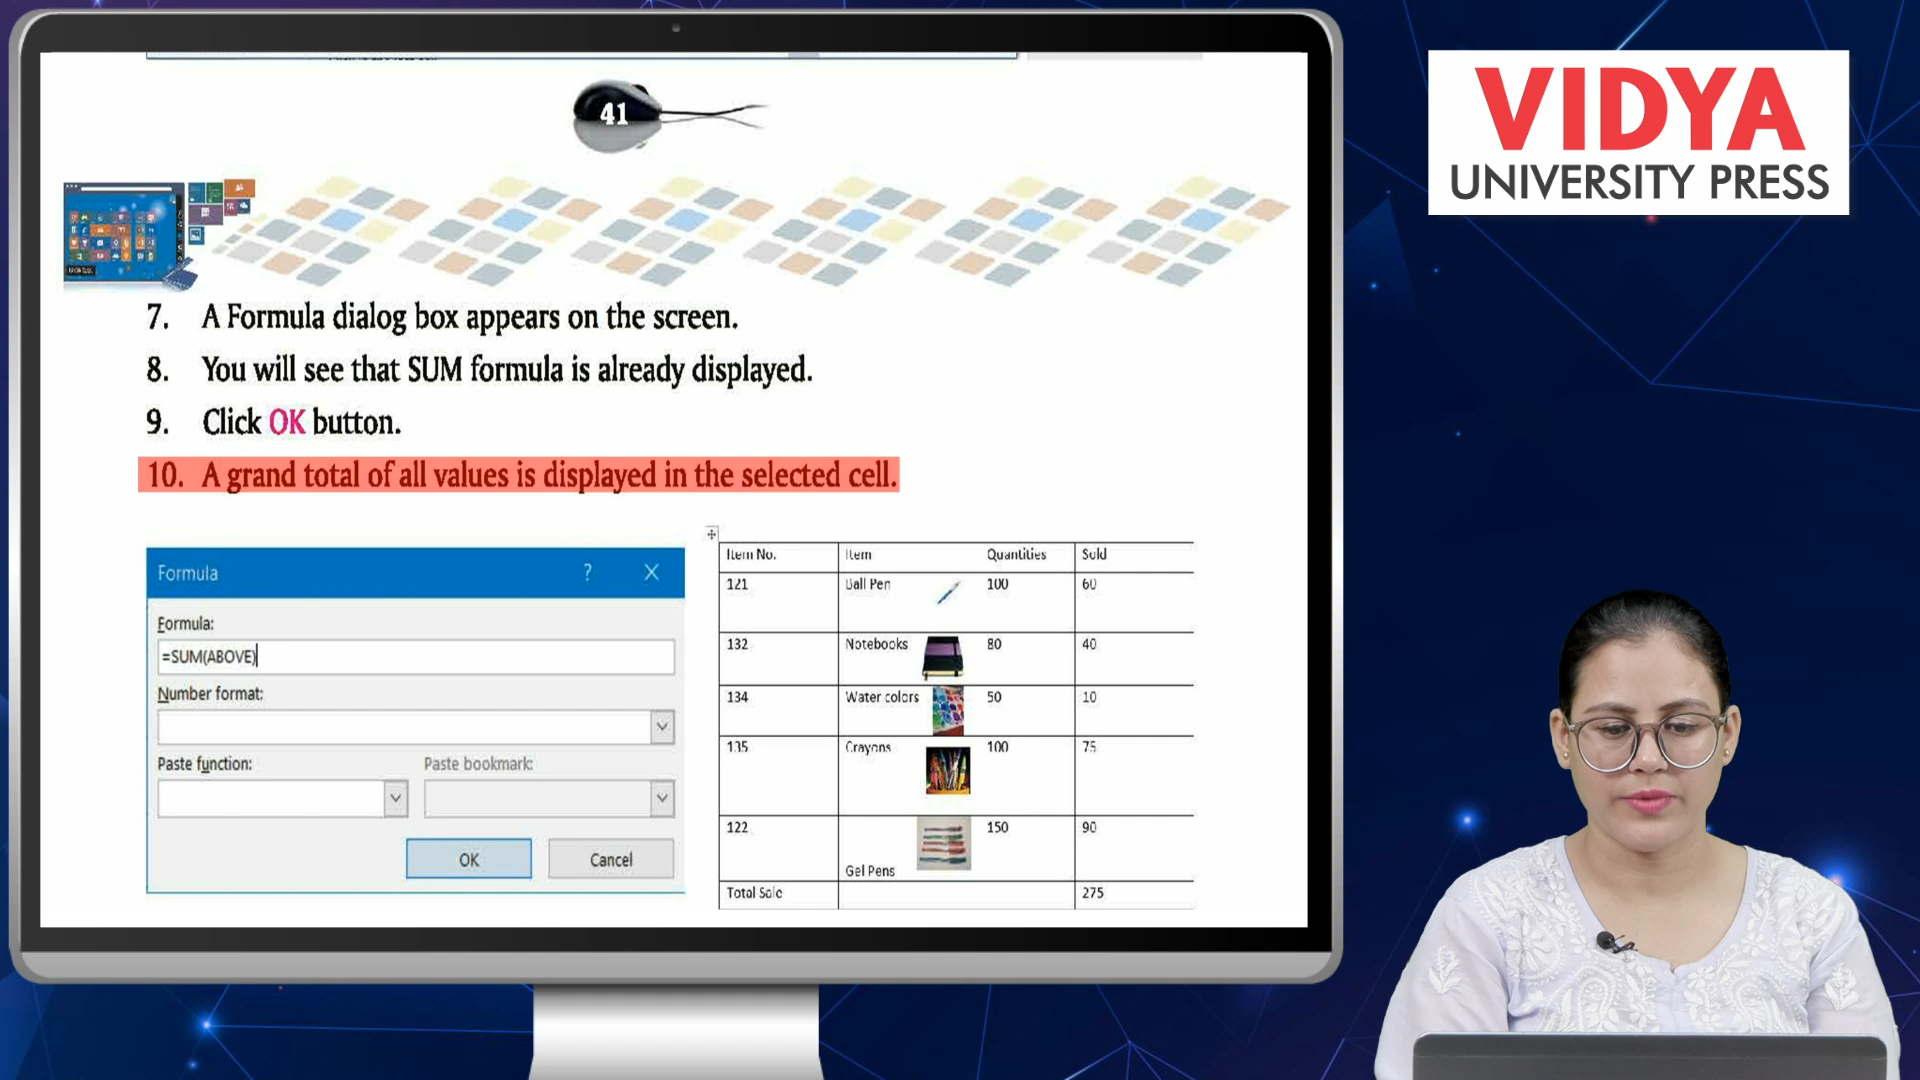 41
7. A Formula dialog box appears on the screen.
8. You will see that SUM formula is already displayed.
9. Click OK button.
10. A grand total of all values is displayed in the selected cell.
Formula ? X
Formula:
=SUM(ABOVE)
Number format:
Paste function: Paste bookmark:
OK Cancel
Item No. Item Quantities Sold
121 Ball Pen 100 60
132 Notebooks 80 40
134 Water colors 50 10
135 Crayons 100 75
122 150 90
Gel Pens
Total Sale 275
VIDYA
UNIVERSITY PRESS